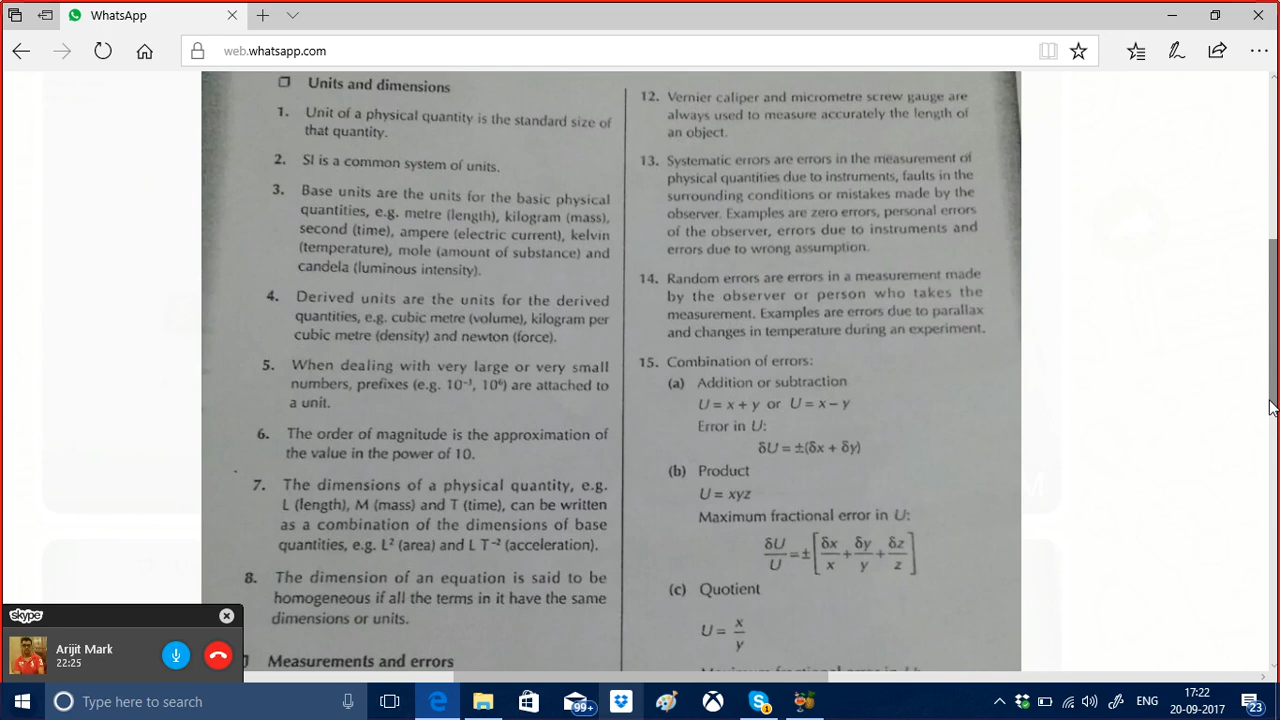 WhatsApp
web.whatsapp.com
Units and dimensions
1. Unit of a physical quantity is the standard size of
that quantity.
2. SI is a common system of units.
3. Base units are the units for the basic physical
quantities, e.g. metre (length), kilogram (mass),
second (time), ampere (electric current), kelvin
(temperature), mole (amount of substance) and
candela (luminous intensity).
4. Derived units are the units for the derived
quantities, e.g. cubic metre (volume), kilogram per
cubic metre (density) and newton (force).
5. When dealing with very large or very small
numbers, prefixes (e.g. 10⁻³, 10⁶) are attached to
a unit.
6. The order of magnitude is the approximation of
the value in the power of 10.
7. The dimensions of a physical quantity, e.g.
L (length), M (mass) and T (time), can be written
as a combination of the dimensions of base
quantities, e.g. L² (area) and L T⁻² (acceleration).
8. The dimension of an equation is said to be
homogeneous if all the terms in it have the same
dimensions or units.
Measurements and errors
12. Vernier caliper and micrometre screw gauge are
always used to measure accurately the length of
an object.
13. Systematic errors are errors in the measurement of
physical quantities due to instruments, faults in the
surrounding conditions or mistakes made by the
observer. Examples are zero errors, personal errors
of the observer, errors due to instruments and
errors due to wrong assumption.
14. Random errors are errors in a measurement made
by the observer or person who takes the
measurement. Examples are errors due to parallax
and changes in temperature during an experiment.
15. Combination of errors:
(a) Addition or subtraction
U = x + y or U = x − y
Error in U:
δU = ±(δx + δy)
(b) Product
U = xyz
Maximum fractional error in U:
δU/U = ±[δx/x + δy/y + δz/z]
(c) Quotient
U = x/y
skype
Arijit Mark
22:25
Type here to search
99+
1
ENG
17:22
20-09-2017
23